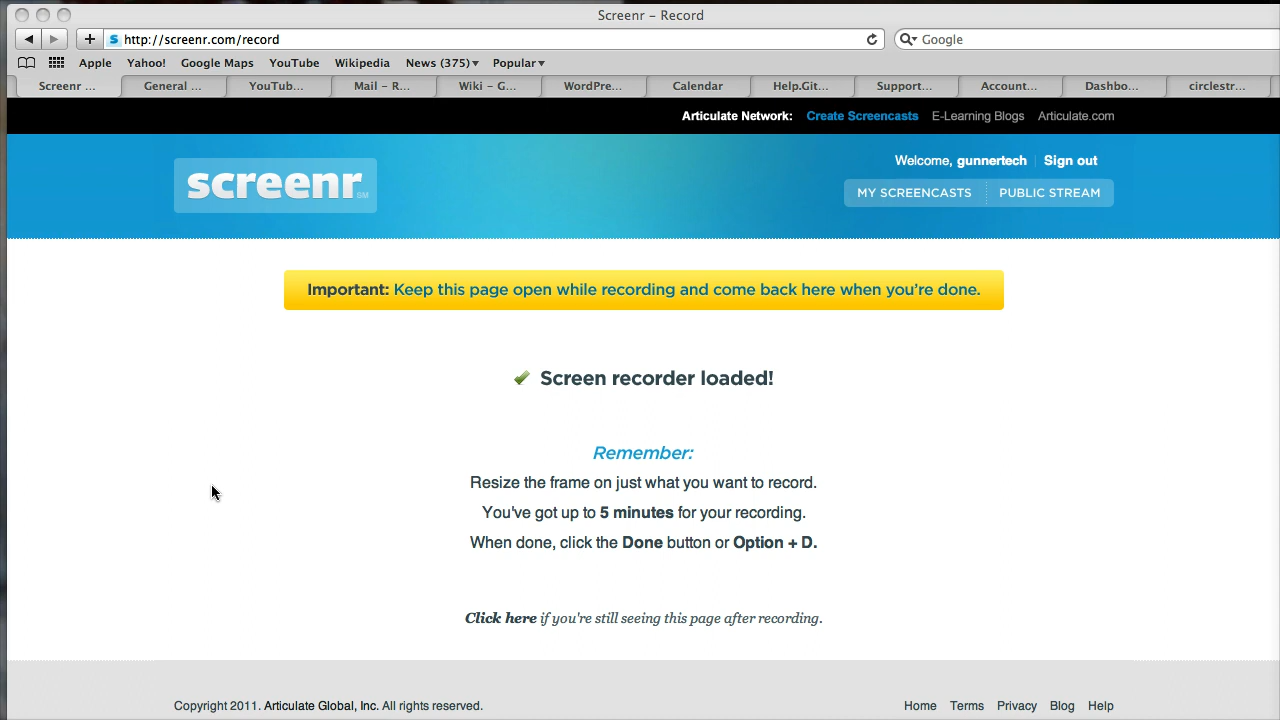 Screenr – Record
http://screenr.com/record
Google
Apple Yahoo! Google Maps YouTube Wikipedia News (375)▾ Popular▾
Screenr ... General ... YouTub... Mail – R... Wiki – G... WordPre... Calendar Help.Git... Support... Account... Dashbo... circlestr...
Articulate Network: Create Screencasts E-Learning Blogs Articulate.com
Welcome, gunnertech Sign out
screenr SM
MY SCREENCASTS PUBLIC STREAM
Important: Keep this page open while recording and come back here when you’re done.
Screen recorder loaded!
Remember:
Resize the frame on just what you want to record.
You've got up to 5 minutes for your recording.
When done, click the Done button or Option + D.
Click here if you're still seeing this page after recording.
Copyright 2011. Articulate Global, Inc. All rights reserved.
Home Terms Privacy Blog Help